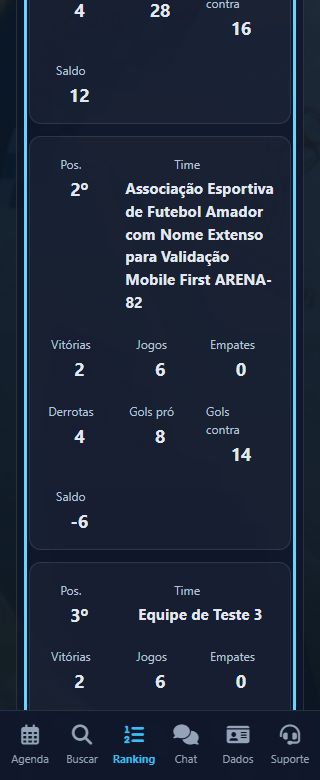 contra
4 28
16
Saldo
12
Pos. Time
2º Associação Esportiva
de Futebol Amador
com Nome Extenso
para Validação
Mobile First ARENA-
82
Vitórias Jogos Empates
2 6 0
Derrotas Gols pró Gols
contra
4 8
14
Saldo
-6
Pos. Time
3º Equipe de Teste 3
Vitórias Jogos Empates
2 6 0
Agenda Buscar Ranking Chat Dados Suporte